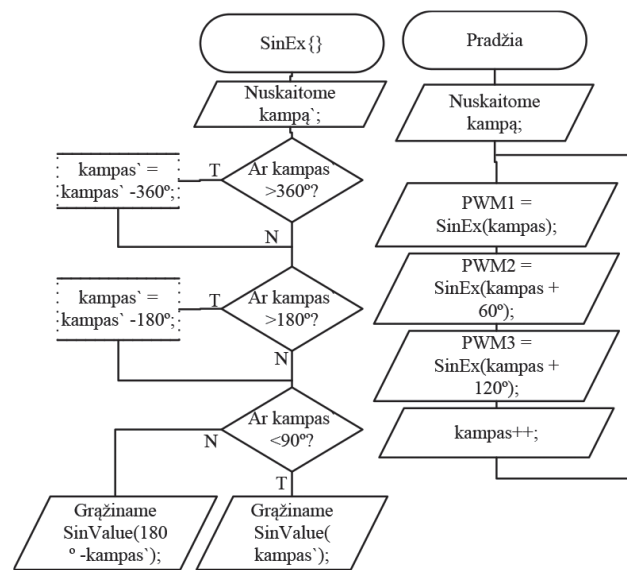 SinEx{}
Nuskaitome
kampą`;
Ar kampas`
>360º?
T
kampas` =
kampas` -360º;
N
Ar kampas`
>180º?
T
kampas` =
kampas` -180º;
N
Ar kampas`
<90º?
N
T
Grąžiname
SinValue(180
º -kampas`);
Grąžiname
SinValue(
kampas`);
Pradžia
Nuskaitome
kampą;
PWM1 =
SinEx(kampas);
PWM2 =
SinEx(kampas +
60º);
PWM3 =
SinEx(kampas +
120º);
kampas++;